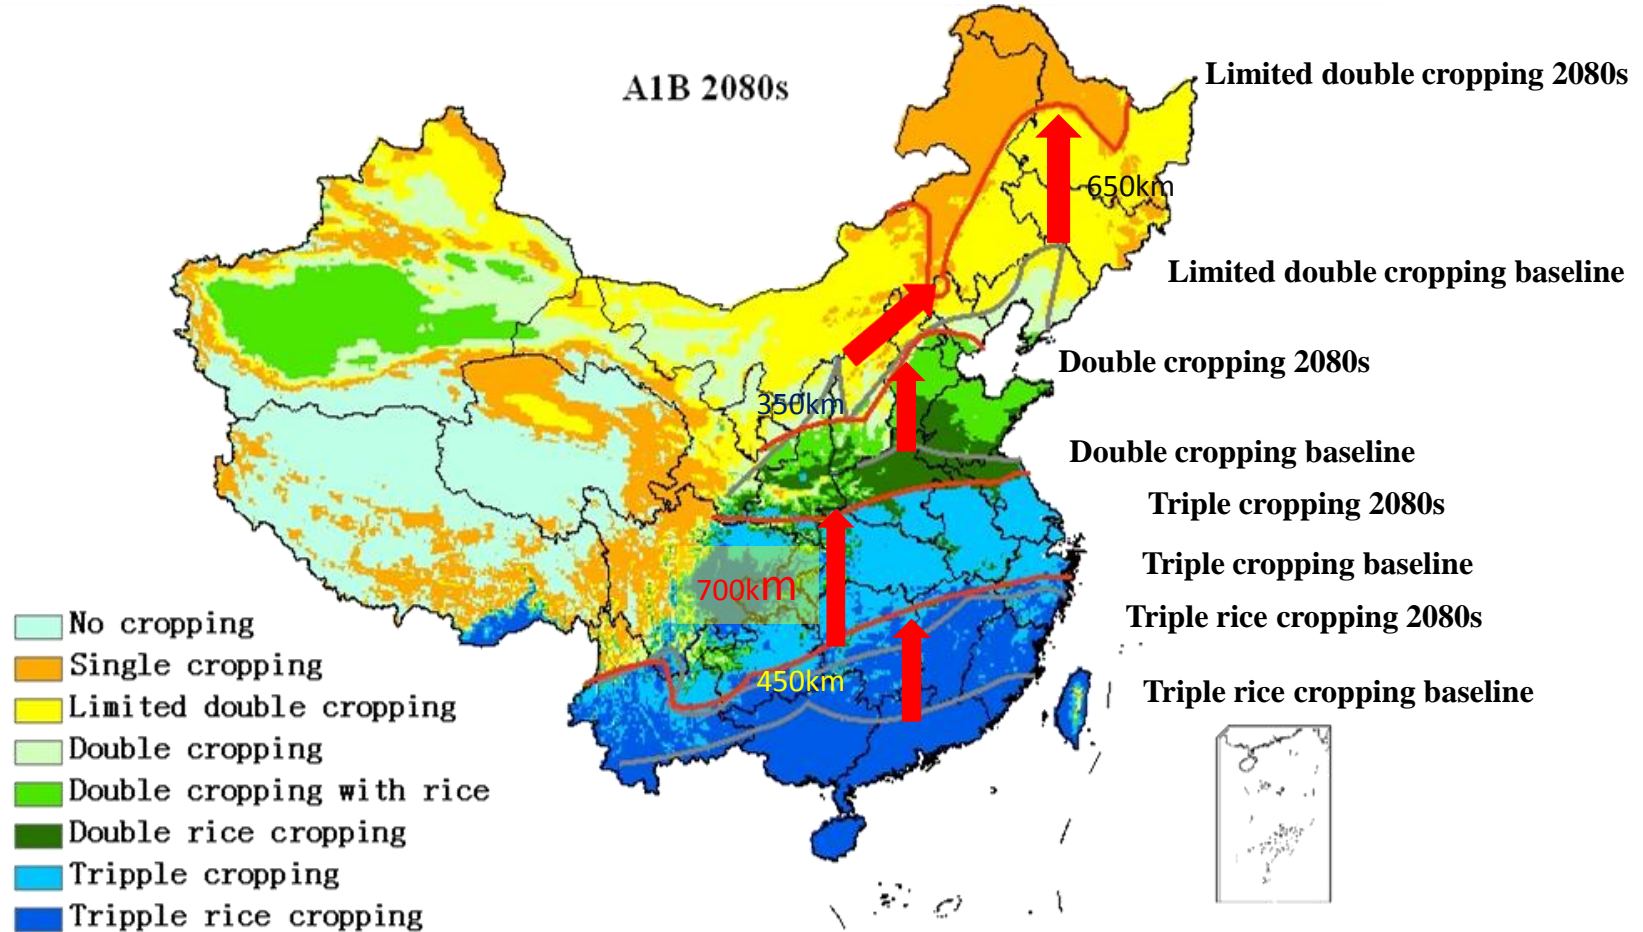 A1B 2080s
Limited double cropping 2080s
650km
Limited double cropping baseline
Double cropping 2080s
350km
Double cropping baseline
Triple cropping 2080s
Triple cropping baseline
700km
Triple rice cropping 2080s
450km
Triple rice cropping baseline
No cropping
Single cropping
Limited double cropping
Double cropping
Double cropping with rice
Double rice cropping
Tripple cropping
Tripple rice cropping